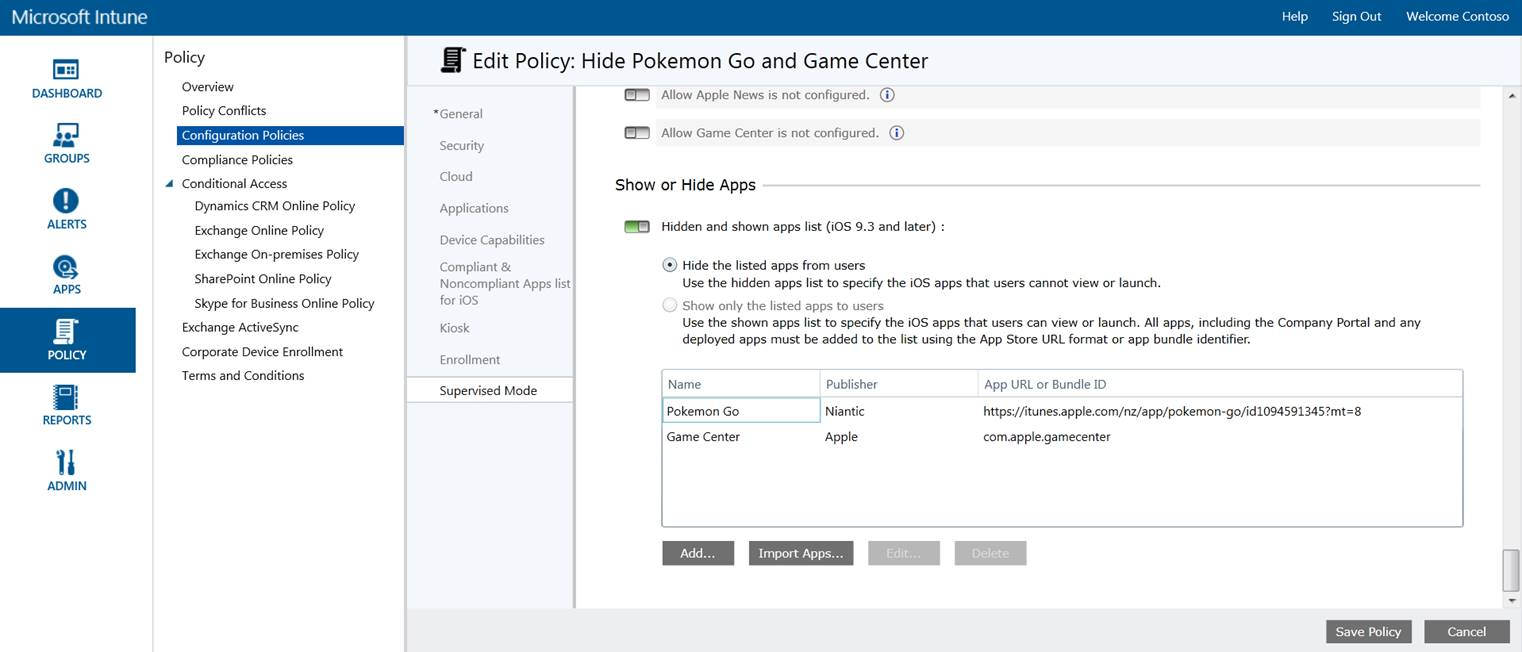 Microsoft Intune
Help Sign Out Welcome Contoso
DASHBOARD
GROUPS
ALERTS
APPS
POLICY
REPORTS
ADMIN
Policy
Overview
Policy Conflicts
Configuration Policies
Compliance Policies
Conditional Access
Dynamics CRM Online Policy
Exchange Online Policy
Exchange On-premises Policy
SharePoint Online Policy
Skype for Business Online Policy
Exchange ActiveSync
Corporate Device Enrollment
Terms and Conditions
Edit Policy: Hide Pokemon Go and Game Center
*General
Security
Cloud
Applications
Device Capabilities
Compliant &
Noncompliant Apps list
for iOS
Kiosk
Enrollment
Supervised Mode
Allow Apple News is not configured.
Allow Game Center is not configured.
Show or Hide Apps
Hidden and shown apps list (iOS 9.3 and later) :
Hide the listed apps from users
Use the hidden apps list to specify the iOS apps that users cannot view or launch.
Show only the listed apps to users
Use the shown apps list to specify the iOS apps that users can view or launch. All apps, including the Company Portal and any
deployed apps must be added to the list using the App Store URL format or app bundle identifier.
Name Publisher App URL or Bundle ID
Pokemon Go Niantic https://itunes.apple.com/nz/app/pokemon-go/id1094591345?mt=8
Game Center Apple com.apple.gamecenter
Add... Import Apps... Edit... Delete
Save Policy Cancel